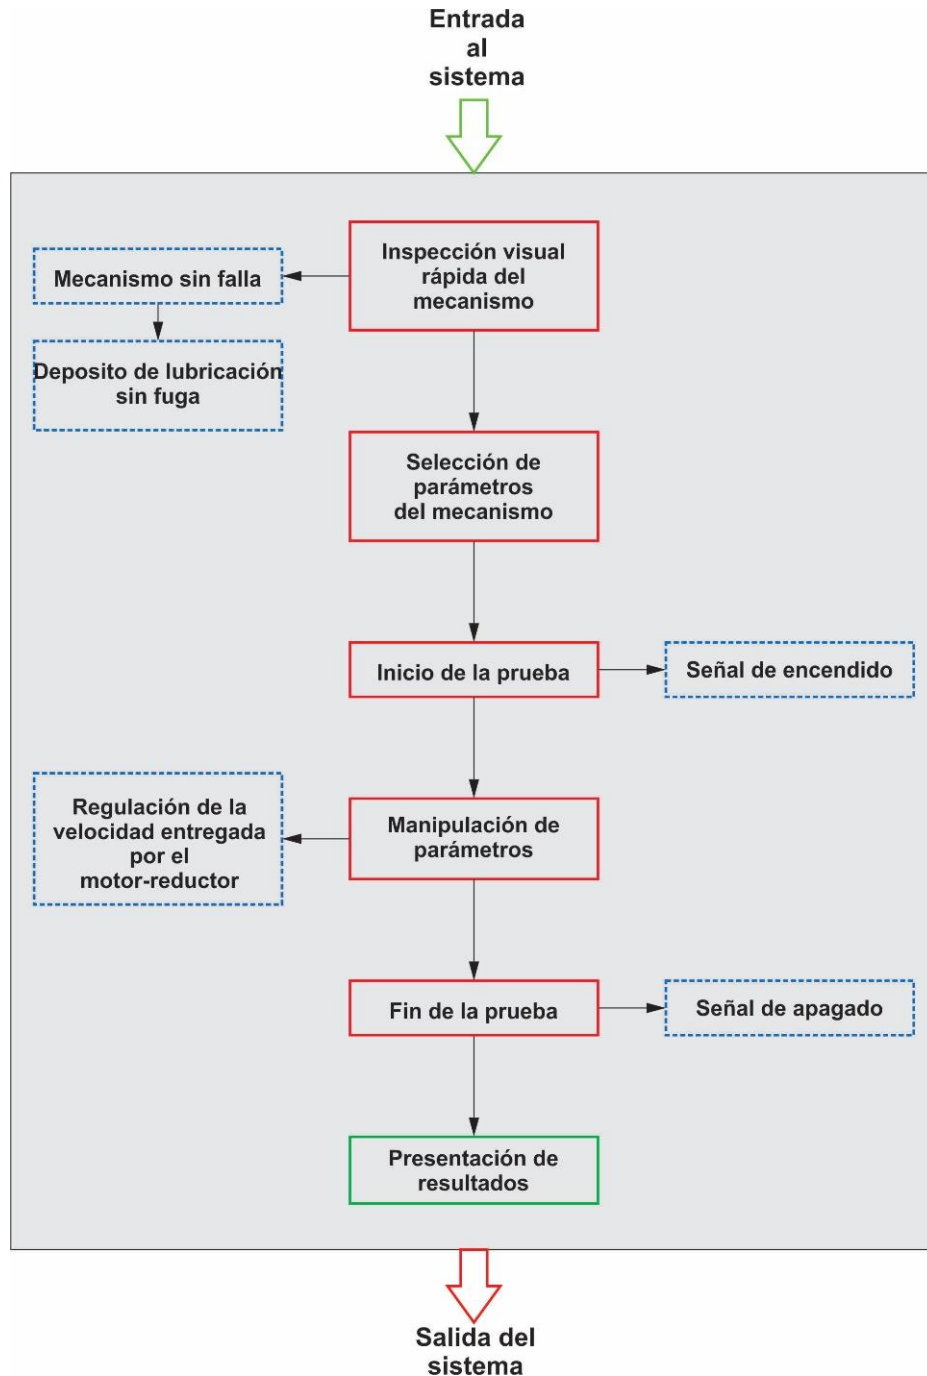 Entrada
al
sistema
Inspección visual
rápida del
mecanismo
Mecanismo sin falla
Deposito de lubricación
sin fuga
Selección de
parámetros
del mecanismo
Inicio de la prueba
Señal de encendido
Regulación de la
velocidad entregada
por el
motor-reductor
Manipulación de
parámetros
Fin de la prueba
Señal de apagado
Presentación de
resultados
Salida del
sistema